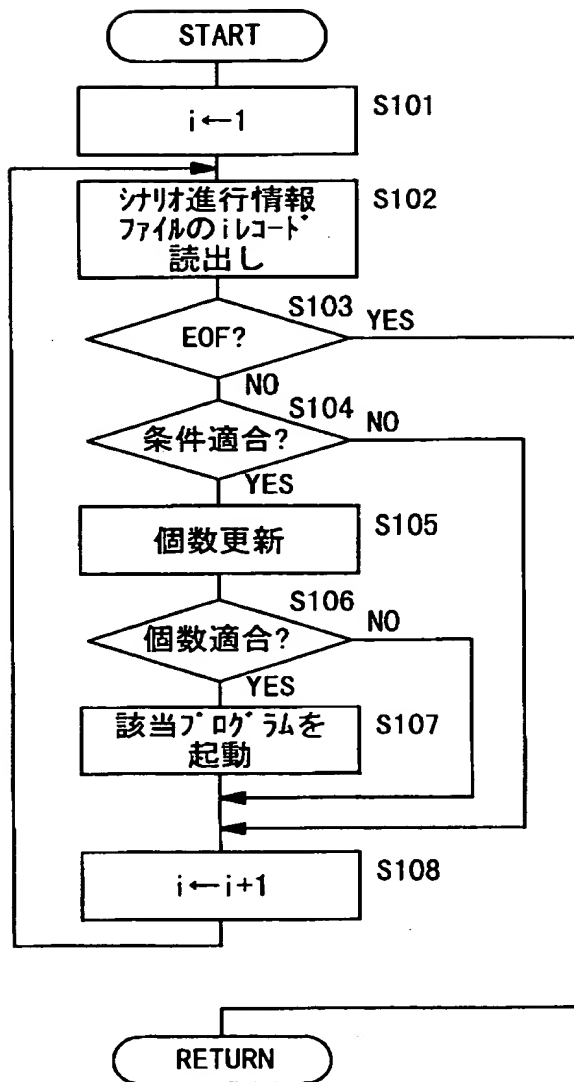 START
i←1
S101
シナリオ進行情報
ファイルのiレコード
読出し
S102
S103
EOF?
YES
NO
S104
条件適合?
NO
YES
個数更新
S105
S106
個数適合?
NO
YES
該当プログラムを
起動
S107
i←i+1
S108
RETURN